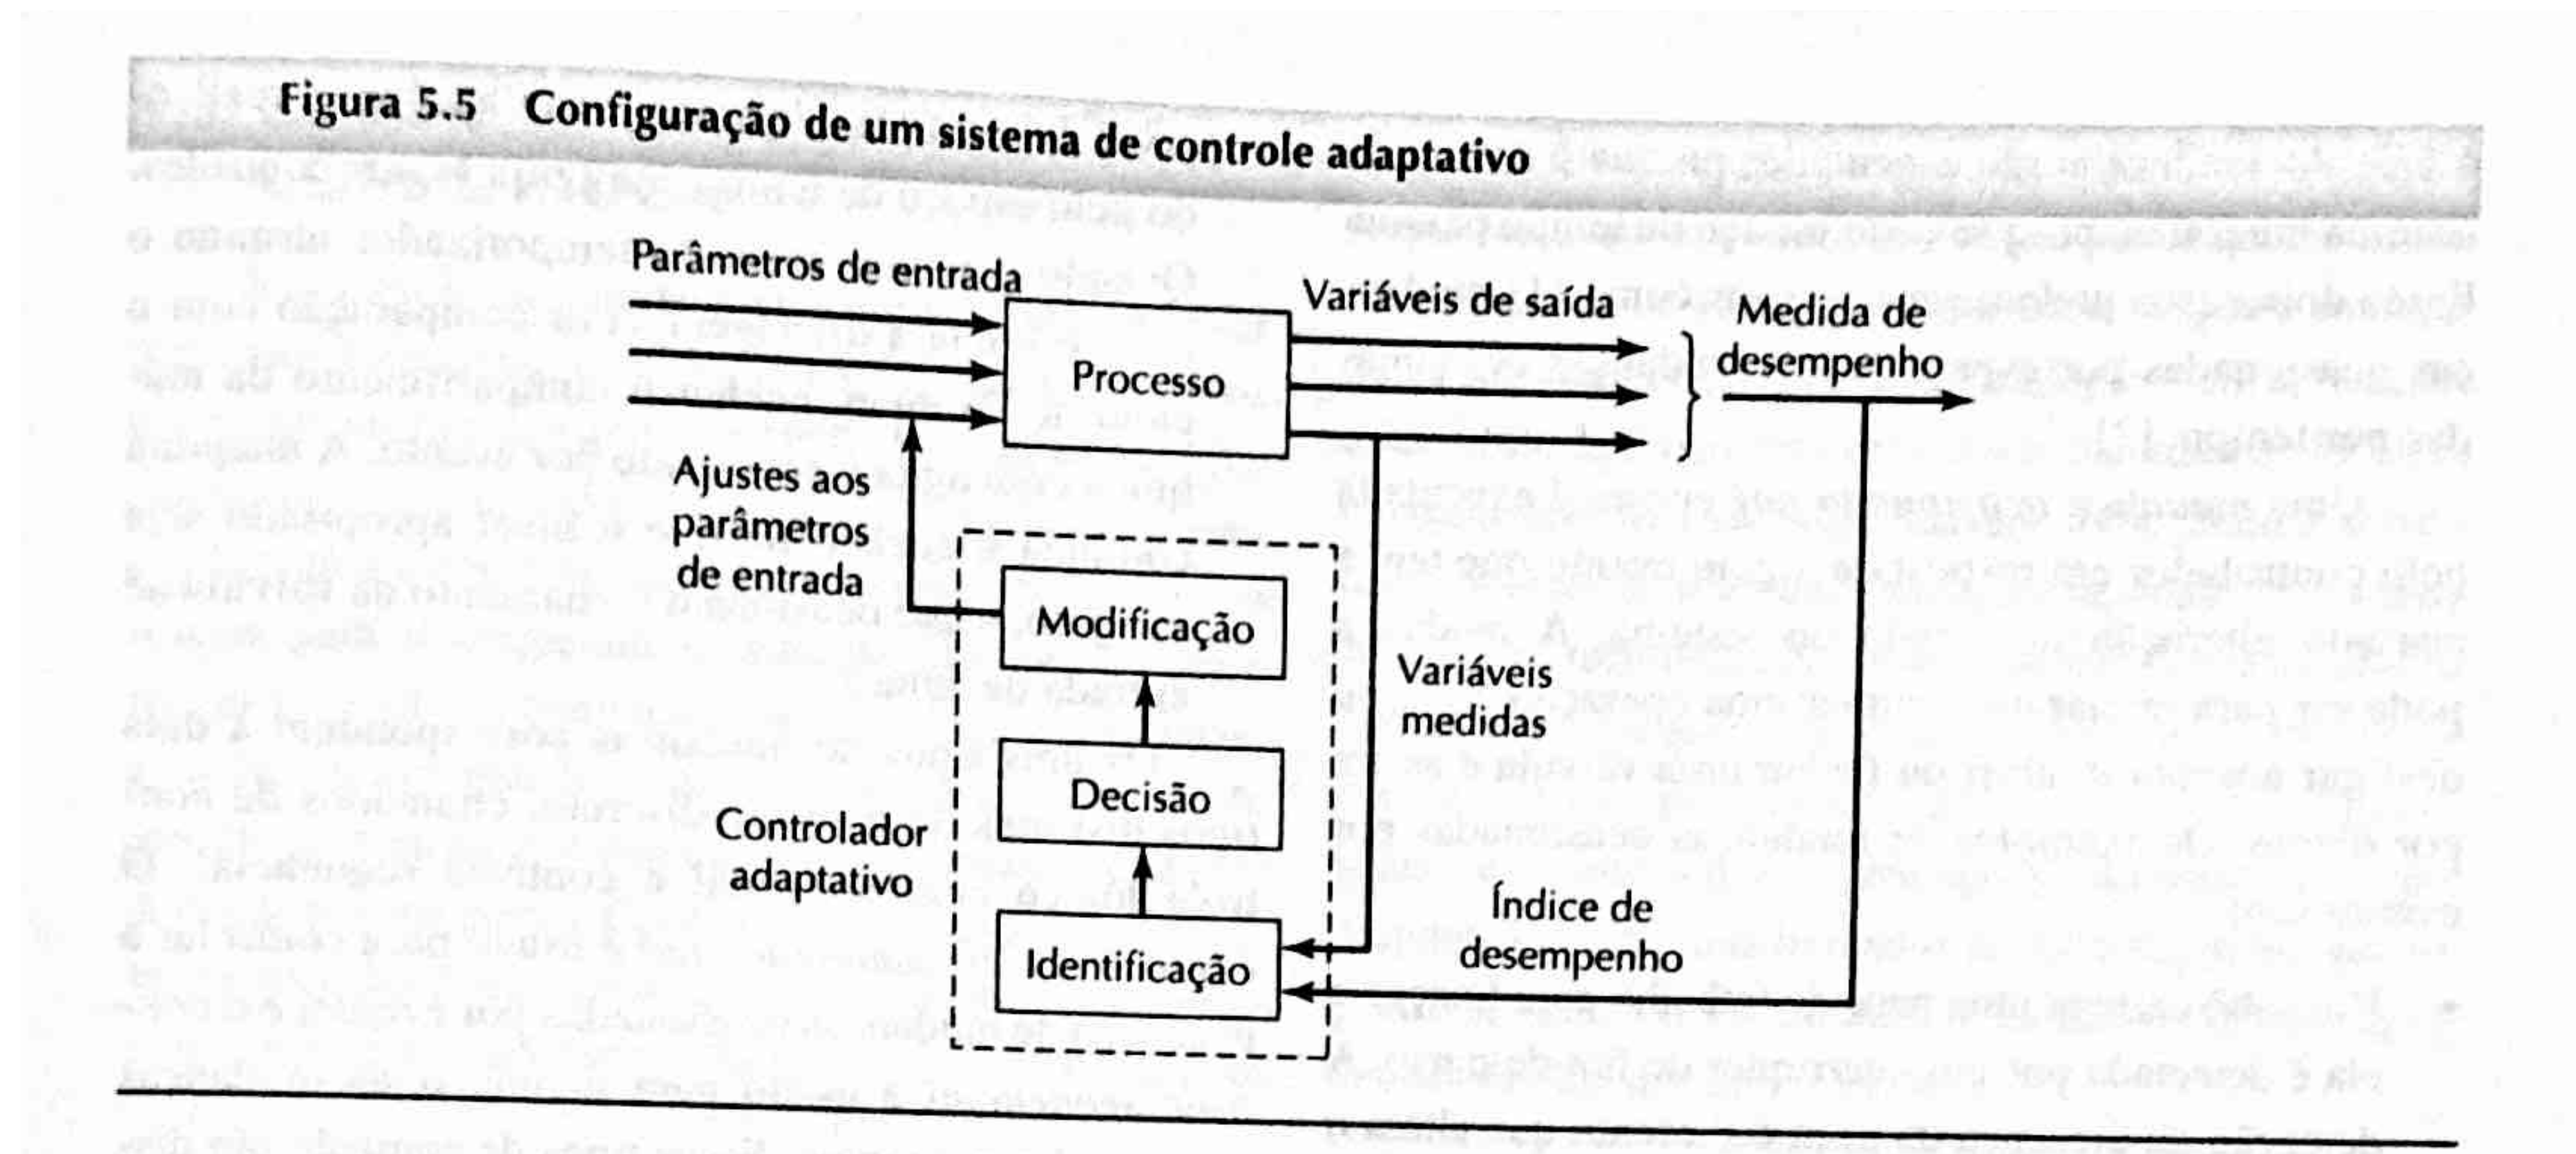 Figura 5.5 Configuração de um sistema de controle adaptativo
Parâmetros de entrada
Variáveis de saída
Medida de
desempenho
Processo
Ajustes aos
parâmetros
de entrada
Modificação
Variáveis
medidas
Decisão
Controlador
adaptativo
Índice de
desempenho
Identificação